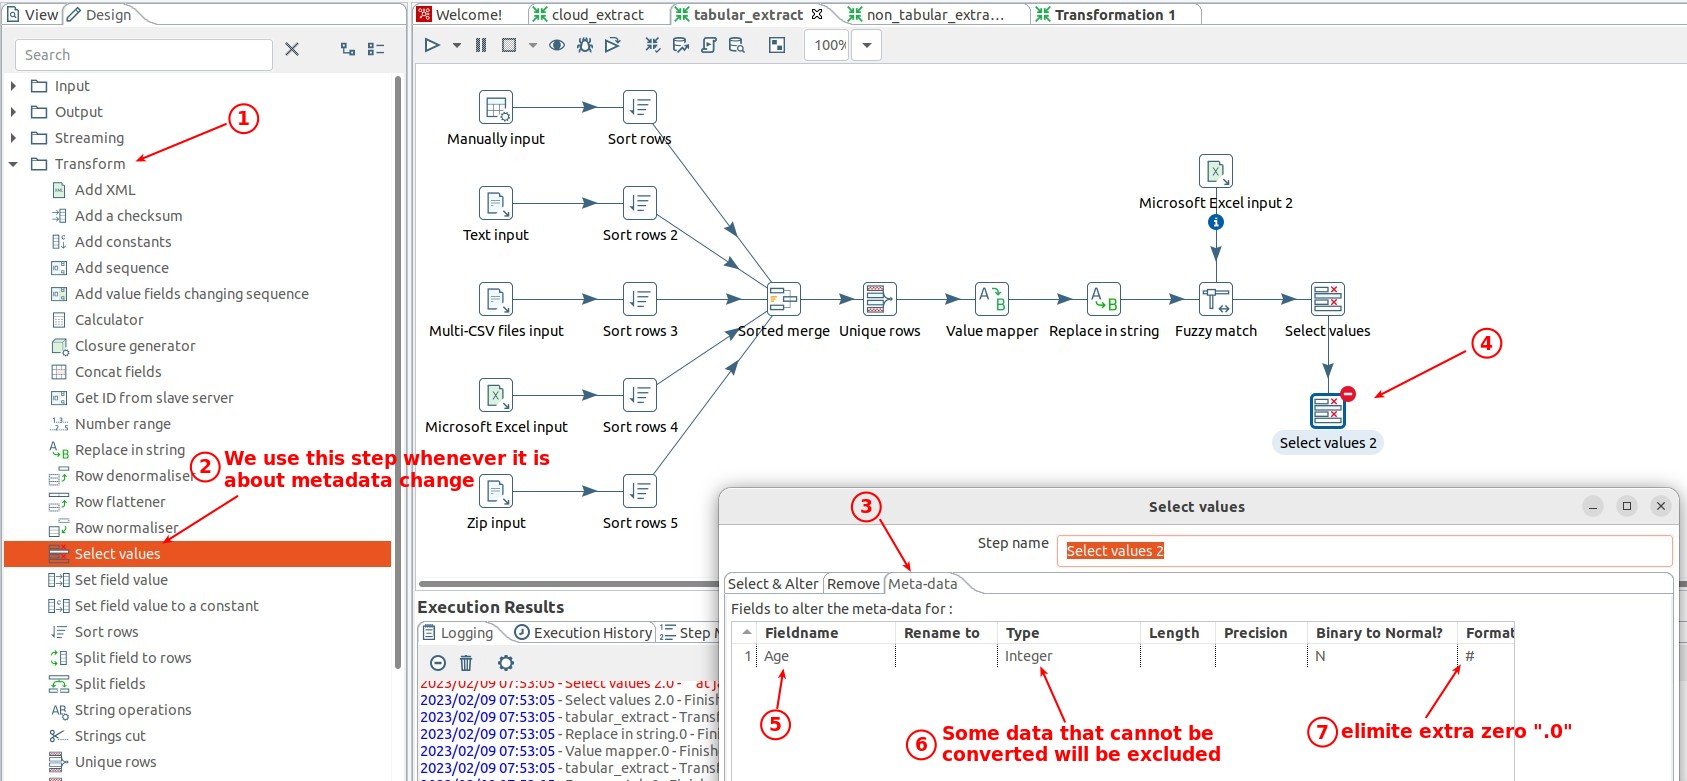 View
Design
Welcome!
cloud_extract
tabular_extract
non_tabular_extra...
Transformation 1
Search
100%
Input
Output
Streaming
Transform
Add XML
Add a checksum
Add constants
Add sequence
Add value fields changing sequence
Calculator
Closure generator
Concat fields
Get ID from slave server
Number range
Replace in string
Row denormaliser
Row flattener
Row normaliser
Select values
Set field value
Set field value to a constant
Sort rows
Split field to rows
Split fields
String operations
Strings cut
Unique rows
1
2 We use this step whenever it is
about metadata change
Manually input
Sort rows
Text input
Sort rows 2
Multi-CSV files input
Sort rows 3
Microsoft Excel input
Sort rows 4
Zip input
Sort rows 5
Sorted merge
Unique rows
Value mapper
Replace in string
Microsoft Excel input 2
Fuzzy match
Select values
4
Select values 2
Execution Results
Logging
Execution History
Step M
2023/02/09 07:53:05 - Select values 2.0 -
2023/02/09 07:53:05 - Select values 2.0 - Finish
2023/02/09 07:53:05 - tabular_extract - Transf
2023/02/09 07:53:05 - Replace in string.0 - Fini
2023/02/09 07:53:05 - Value mapper.0 - Finish
2023/02/09 07:53:05 - tabular_extract - Transf
3
Select values
Step name
Select values 2
Select & Alter
Remove
Meta-data
Fields to alter the meta-data for :
Fieldname Rename to Type Length Precision Binary to Normal? Format
1 Age Integer N #
5
6 Some data that cannot be
converted will be excluded
7 elimite extra zero ".0"